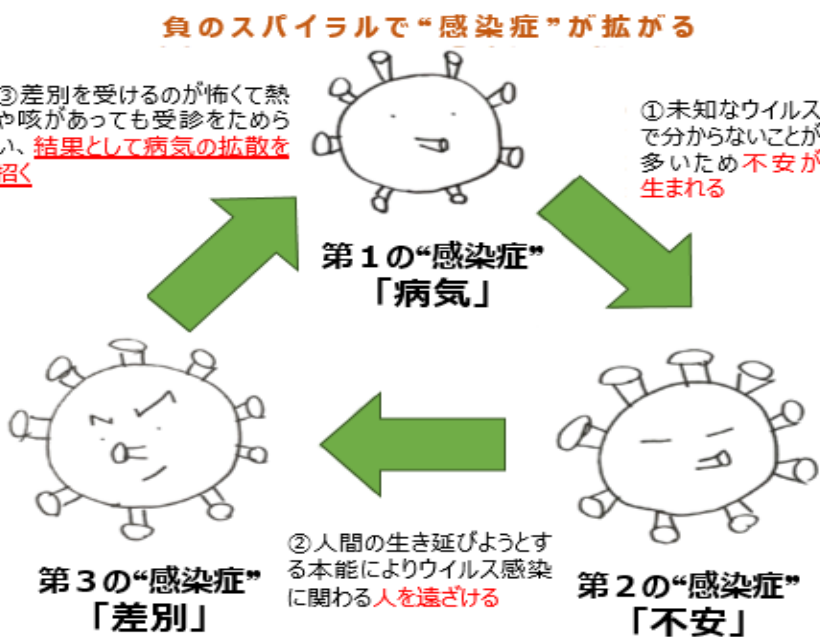 負のスパイラルで“感染症”が拡がる
③差別を受けるのが怖くて熱
や咳があっても受診をためら
い、結果として病気の拡散を
招く
①未知なウイルス
で分からないことが
多いため不安が
生まれる
第１の“感染症”
「病気」
②人間の生き延びようとす
る本能によりウイルス感染
に関わる人を遠ざける
第３の“感染症”
「差別」
第２の“感染症”
「不安」